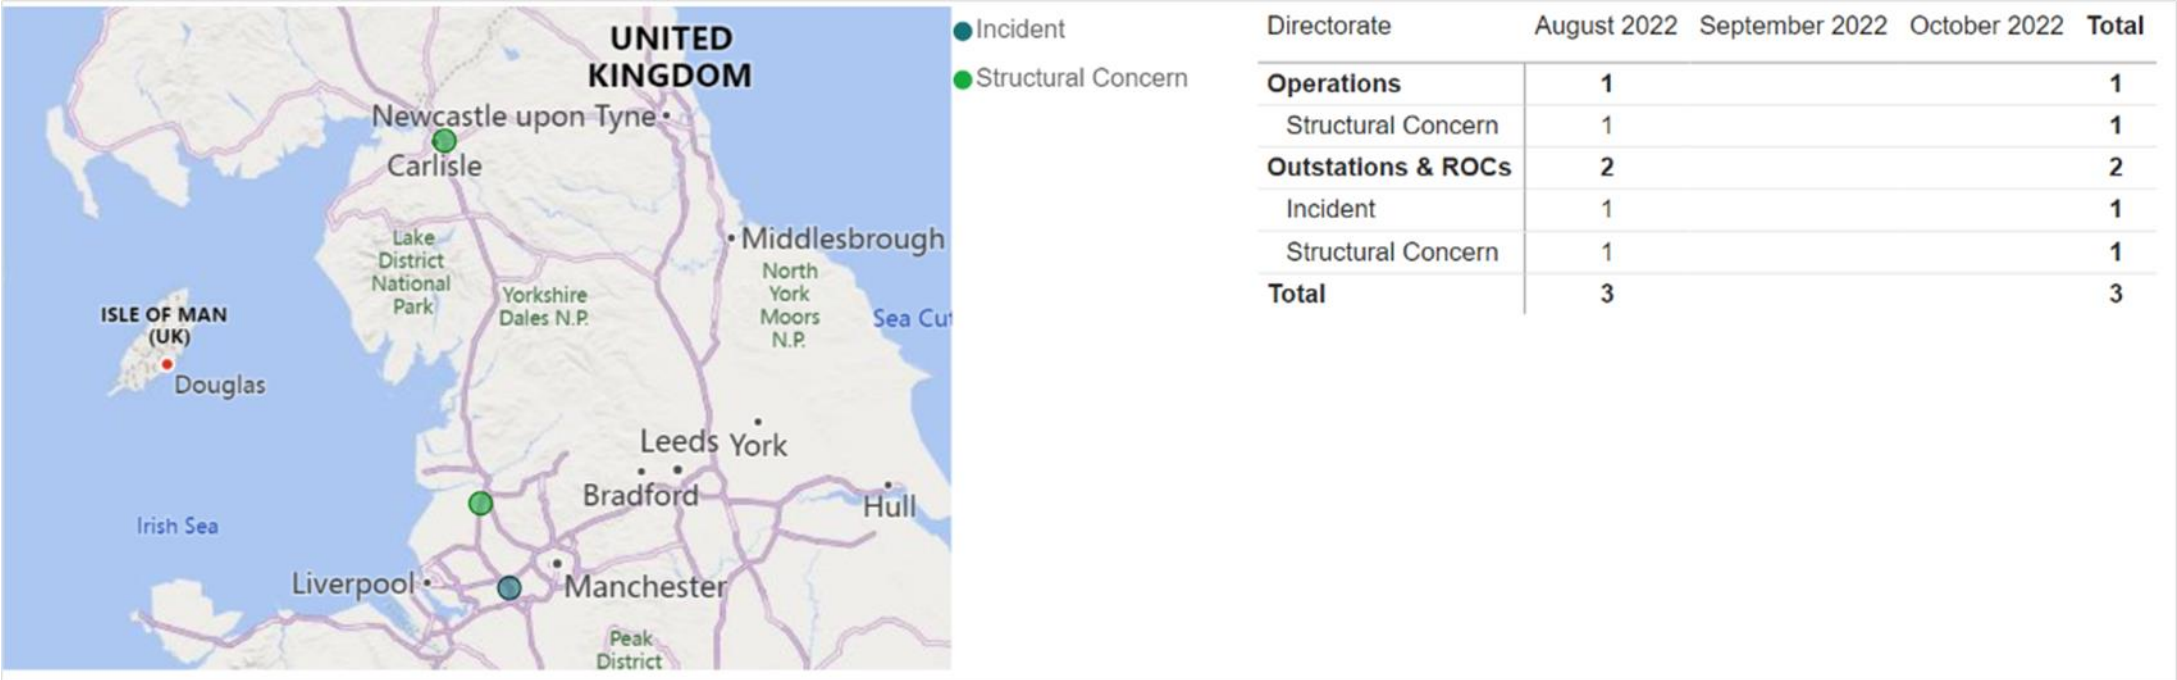 UNITED
KINGDOM
Newcastle upon Tyne
Carlisle
Middlesbrough
Lake
District
National
Park
North
York
Moors
N.P.
Yorkshire
Dales N.P.
Sea Cut
ISLE OF MAN
(UK)
Douglas
Leeds York
Bradford
Hull
Irish Sea
Liverpool
Manchester
Peak
District
Incident
Structural Concern
Directorate August 2022 September 2022 October 2022 Total
Operations 1 1
Structural Concern 1 1
Outstations & ROCs 2 2
Incident 1 1
Structural Concern 1 1
Total 3 3